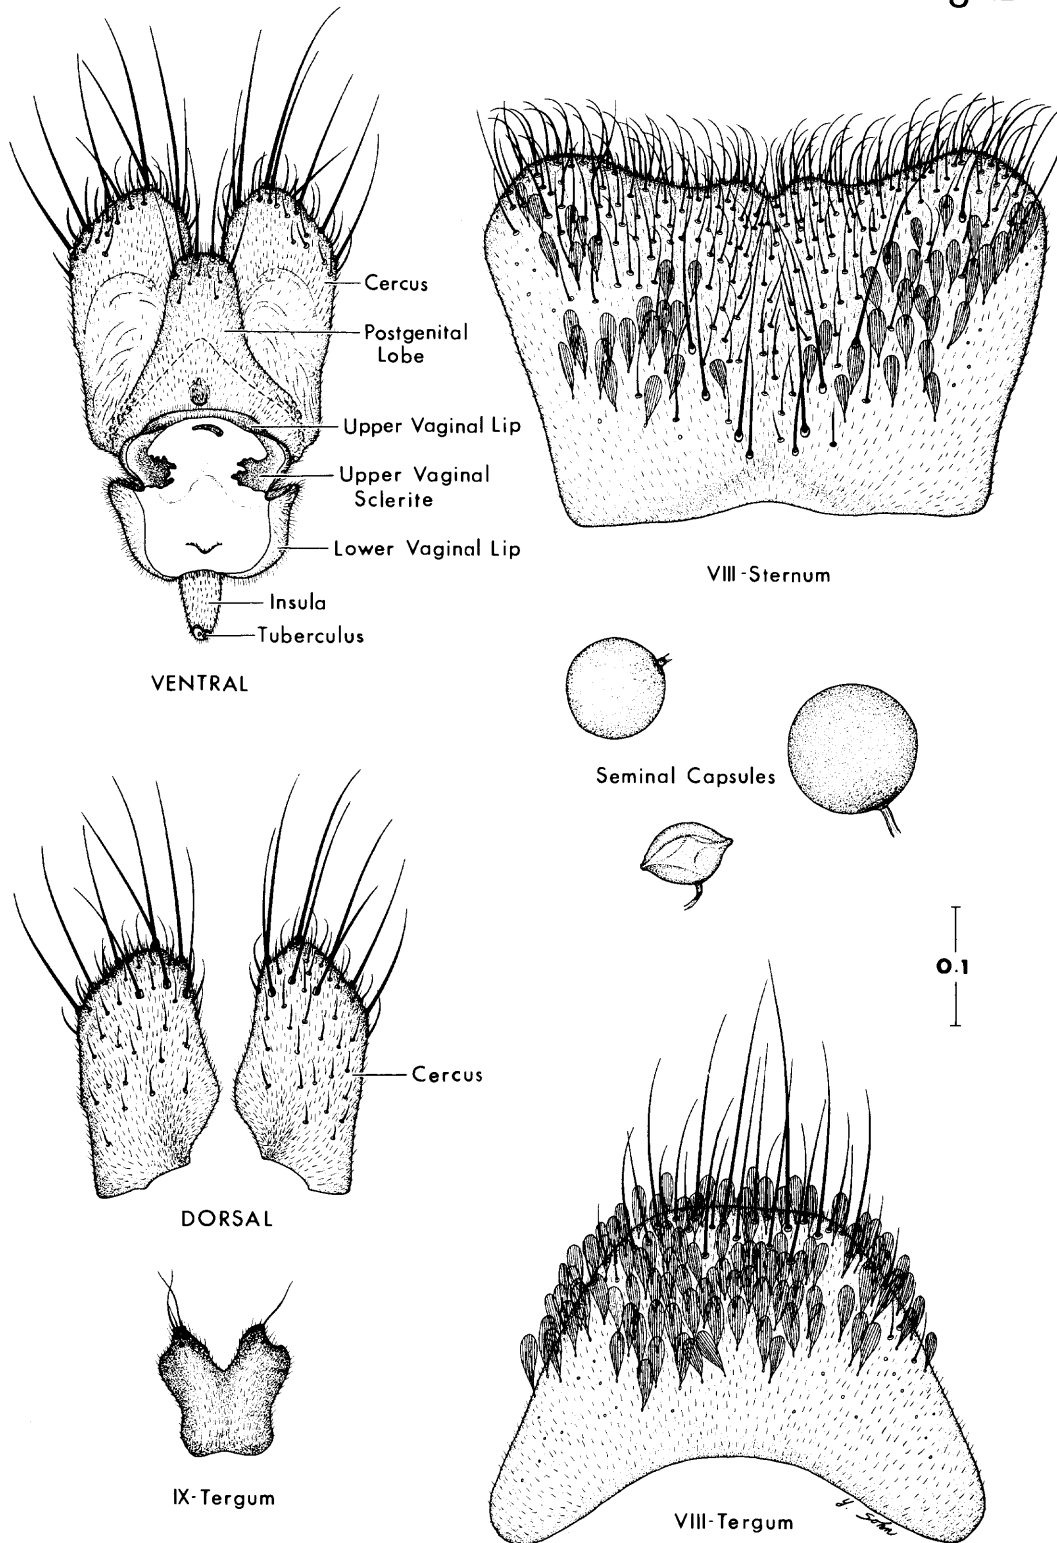 Cercus
Postgenital
Lobe
Upper Vaginal Lip
Upper Vaginal
Sclerite
Lower Vaginal Lip
Insula
Tuberculus
VENTRAL
VIII-Sternum
Seminal Capsules
0.1
Cercus
DORSAL
IX-Tergum
VIII-Tergum
Y Sohn